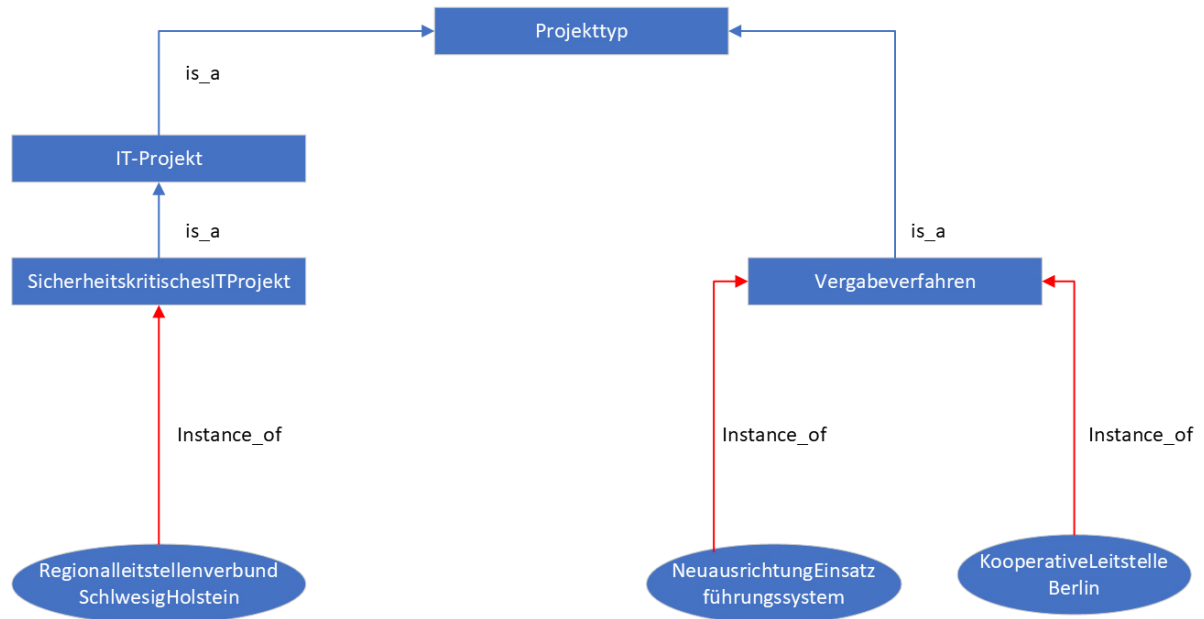 Projekttyp
is_a
IT-Projekt
is_a
is_a
SicherheitskritischesITProjekt
Vergabeverfahren
Instance_of
Instance_of
Instance_of
Regionalleitstellenverbund
SchlwesigHolstein
NeuausrichtungEinsatz
führungssystem
KooperativeLeitstelle
Berlin